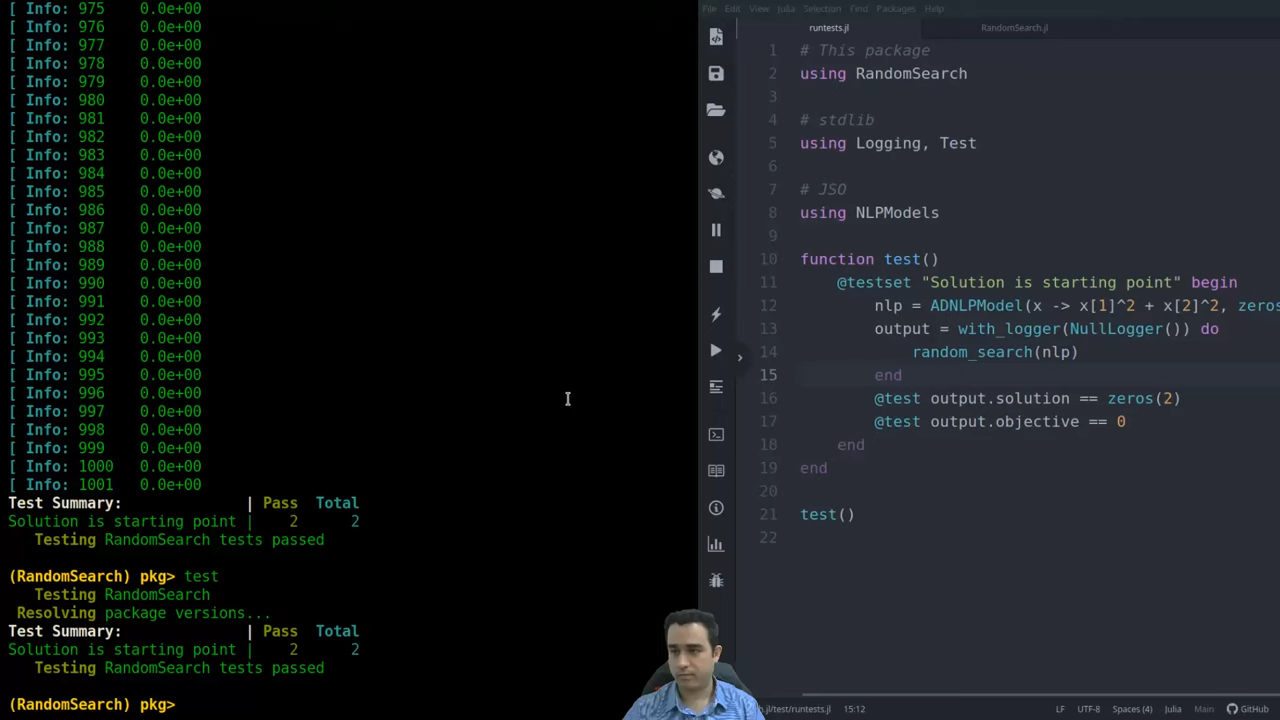 [ Info: 975    0.0e+00
[ Info: 976    0.0e+00
[ Info: 977    0.0e+00
[ Info: 978    0.0e+00
[ Info: 979    0.0e+00
[ Info: 980    0.0e+00
[ Info: 981    0.0e+00
[ Info: 982    0.0e+00
[ Info: 983    0.0e+00
[ Info: 984    0.0e+00
[ Info: 985    0.0e+00
[ Info: 986    0.0e+00
[ Info: 987    0.0e+00
[ Info: 988    0.0e+00
[ Info: 989    0.0e+00
[ Info: 990    0.0e+00
[ Info: 991    0.0e+00
[ Info: 992    0.0e+00
[ Info: 993    0.0e+00
[ Info: 994    0.0e+00
[ Info: 995    0.0e+00
[ Info: 996    0.0e+00
[ Info: 997    0.0e+00
[ Info: 998    0.0e+00
[ Info: 999    0.0e+00
[ Info: 1000   0.0e+00
[ Info: 1001   0.0e+00
Test Summary:              | Pass  Total
Solution is starting point |    2      2
   Testing RandomSearch tests passed
(RandomSearch) pkg> test
   Testing RandomSearch
 Resolving package versions...
Test Summary:              | Pass  Total
Solution is starting point |    2      2
   Testing RandomSearch tests passed
(RandomSearch) pkg>
File Edit View Julia Selection Find Packages Help
runtests.jl RandomSearch.jl
1 # This package
2 using RandomSearch
3
4 # stdlib
5 using Logging, Test
6
7 # JSO
8 using NLPModels
9
10 function test()
11     @testset "Solution is starting point" begin
12         nlp = ADNLPModel(x -> x[1]^2 + x[2]^2, zeros
13         output = with_logger(NullLogger()) do
14             random_search(nlp)
15         end
16         @test output.solution == zeros(2)
17         @test output.objective == 0
18     end
19 end
20
21 test()
22
.jl/test/runtests.jl 15:12 LF UTF-8 Spaces (4) Julia Main GitHub